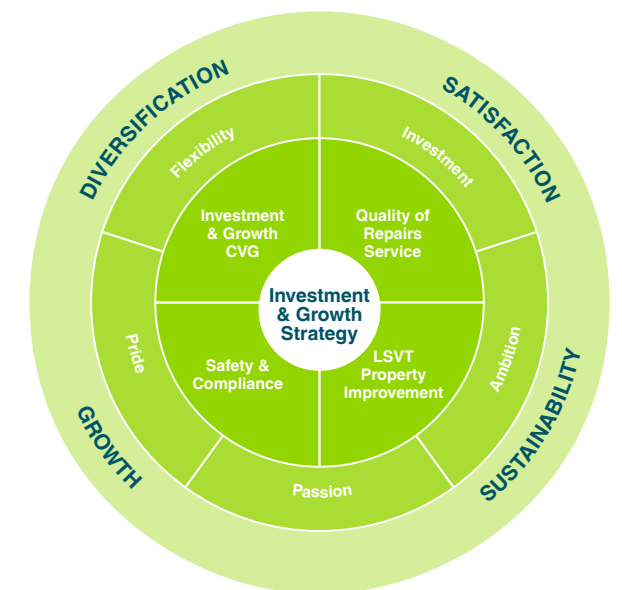 DIVERSIFICATION
SATISFACTION
Flexibility
Investment
Investment
& Growth
CVG
Quality of
Repairs
Service
Investment
& Growth
Strategy
Pride
Ambition
Safety &
Compliance
LSVT
Property
Improvement
GROWTH
SUSTAINABILITY
Passion